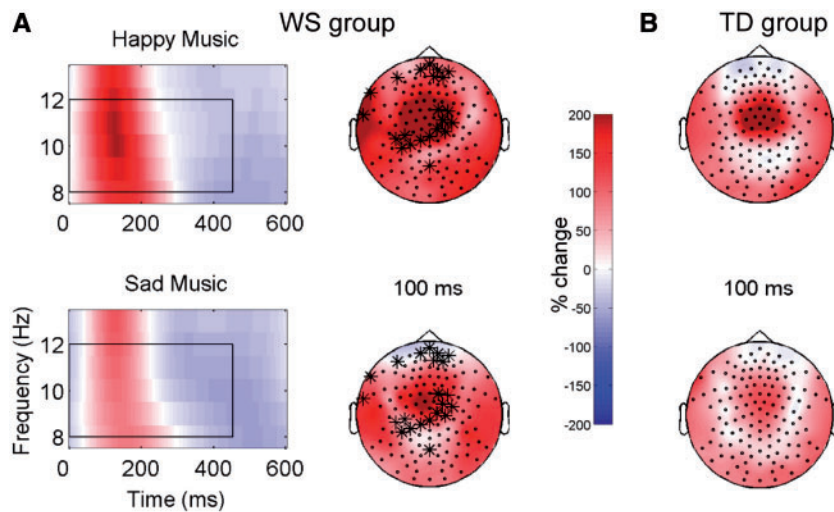 A
WS group
B
TD group
Happy Music
12
10
8
0 200 400 600
200
150
100
50
0
-50
-100
-150
-200
% change
Sad Music
100 ms
12
10
8
Frequency (Hz)
0 200 400 600
Time (ms)